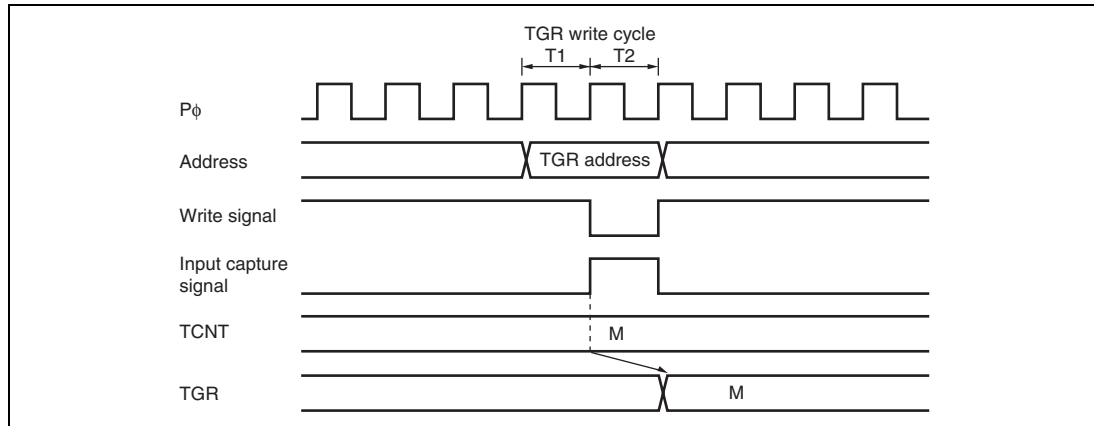 TGR write cycle
T1 T2
Pϕ
Address
TGR address
Write signal
Input capture
signal
TCNT
M
TGR
M